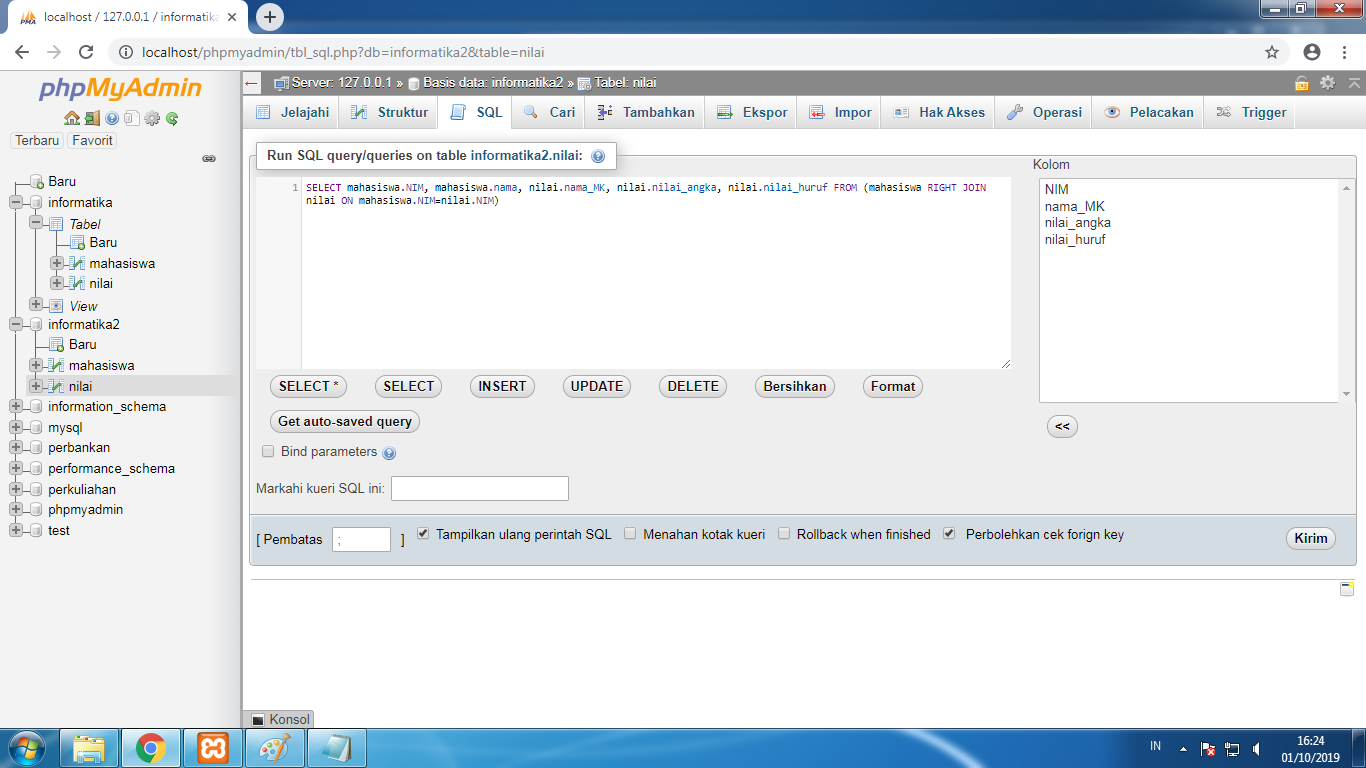 localhost / 127.0.0.1 / informatika
localhost/phpmyadmin/tbl_sql.php?db=informatika2&table=nilai
phpMyAdmin
Terbaru Favorit
Baru
informatika
Tabel
Baru
mahasiswa
nilai
View
informatika2
Baru
mahasiswa
nilai
information_schema
mysql
perbankan
performance_schema
perkuliahan
phpmyadmin
test
Server: 127.0.0.1 » Basis data: informatika2 » Tabel: nilai
Jelajahi Struktur SQL Cari Tambahkan Ekspor Impor Hak Akses Operasi Pelacakan Trigger
Run SQL query/queries on table informatika2.nilai:
1 SELECT mahasiswa.NIM, mahasiswa.nama, nilai.nama_MK, nilai.nilai_angka, nilai.nilai_huruf FROM (mahasiswa RIGHT JOIN
nilai ON mahasiswa.NIM=nilai.NIM)
Kolom
NIM
nama_MK
nilai_angka
nilai_huruf
<<
SELECT * SELECT INSERT UPDATE DELETE Bersihkan Format
Get auto-saved query
Bind parameters
Markahi kueri SQL ini:
[ Pembatas ; ] Tampilkan ulang perintah SQL Menahan kotak kueri Rollback when finished Perbolehkan cek forign key Kirim
Konsol
IN
16:24
01/10/2019